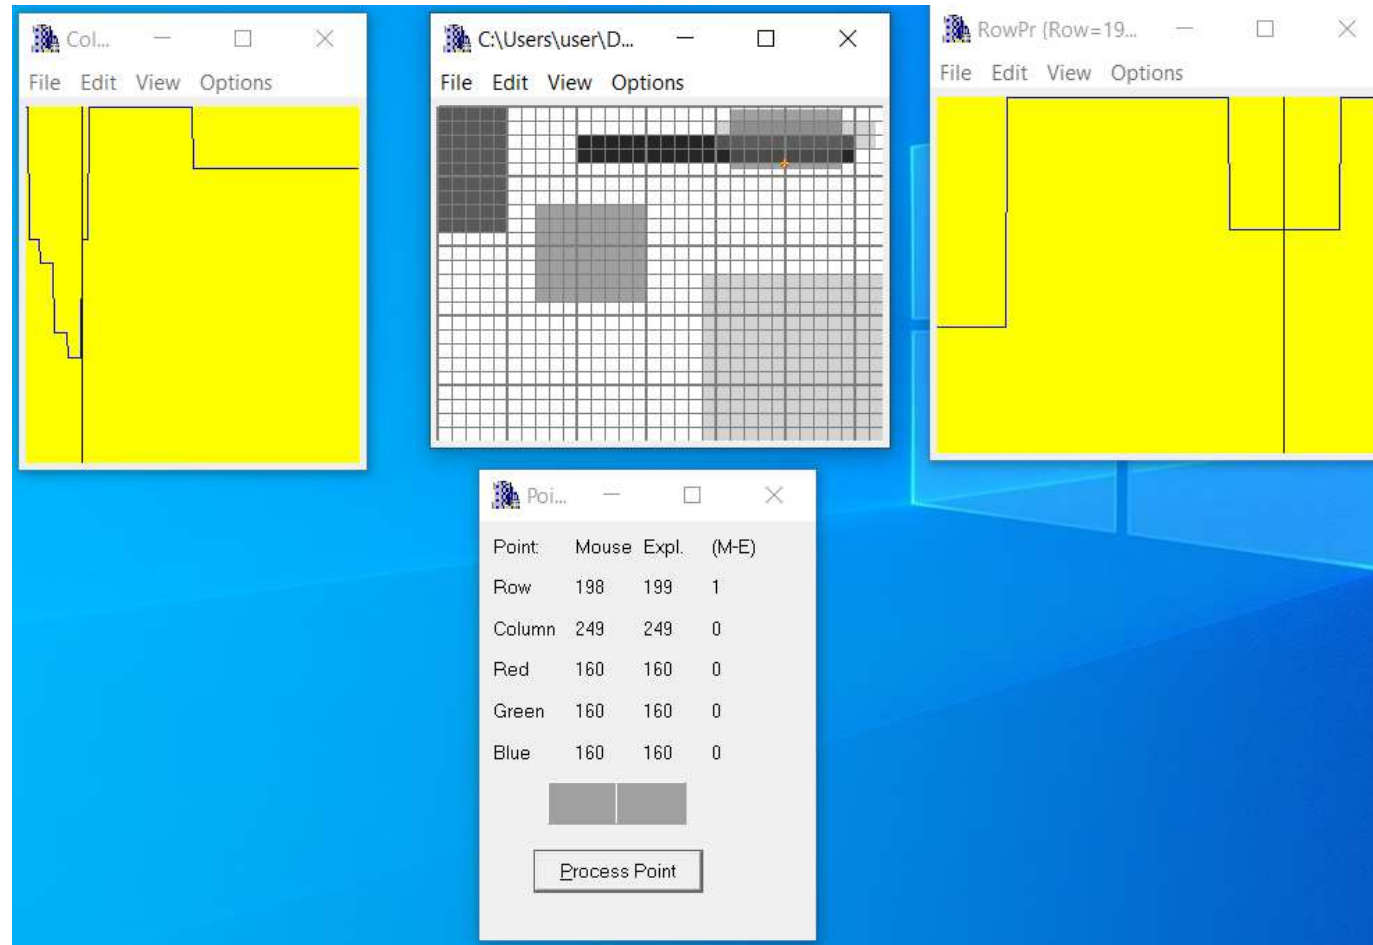 Col...
File Edit View Options
C:\Users\user\D...
File Edit View Options
RowPr (Row=19...
File Edit View Options
Poi...
Point: Mouse Expl. (M-E)
Row 198 199 1
Column 249 249 0
Red 160 160 0
Green 160 160 0
Blue 160 160 0
Process Point